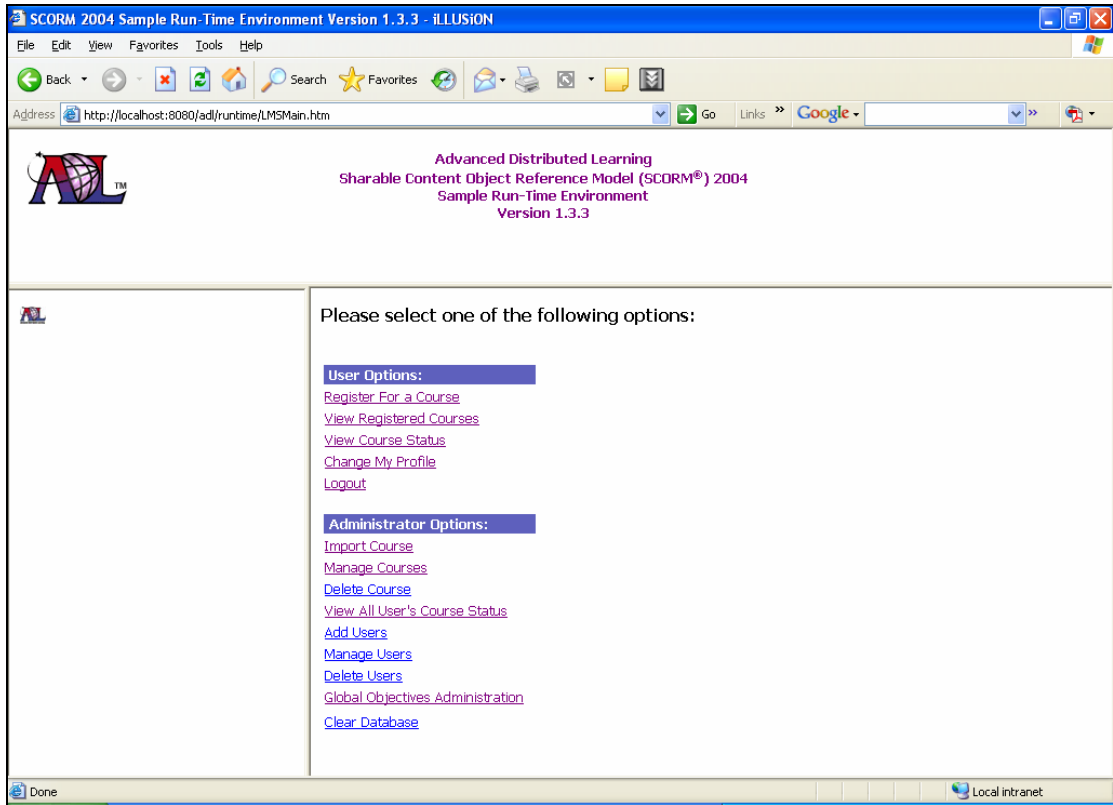 SCORM 2004 Sample Run-Time Environment Version 1.3.3 - iLLUSiON
File Edit View Favorites Tools Help
Back Search Favorites
Address http://localhost:8080/adl/runtime/LMSMain.htm Go Links » Google »
ADL TM
Advanced Distributed Learning
Sharable Content Object Reference Model (SCORM®) 2004
Sample Run-Time Environment
Version 1.3.3
ADL
Please select one of the following options:
User Options:
Register For a Course
View Registered Courses
View Course Status
Change My Profile
Logout
Administrator Options:
Import Course
Manage Courses
Delete Course
View All User's Course Status
Add Users
Manage Users
Delete Users
Global Objectives Administration
Clear Database
Done Local intranet